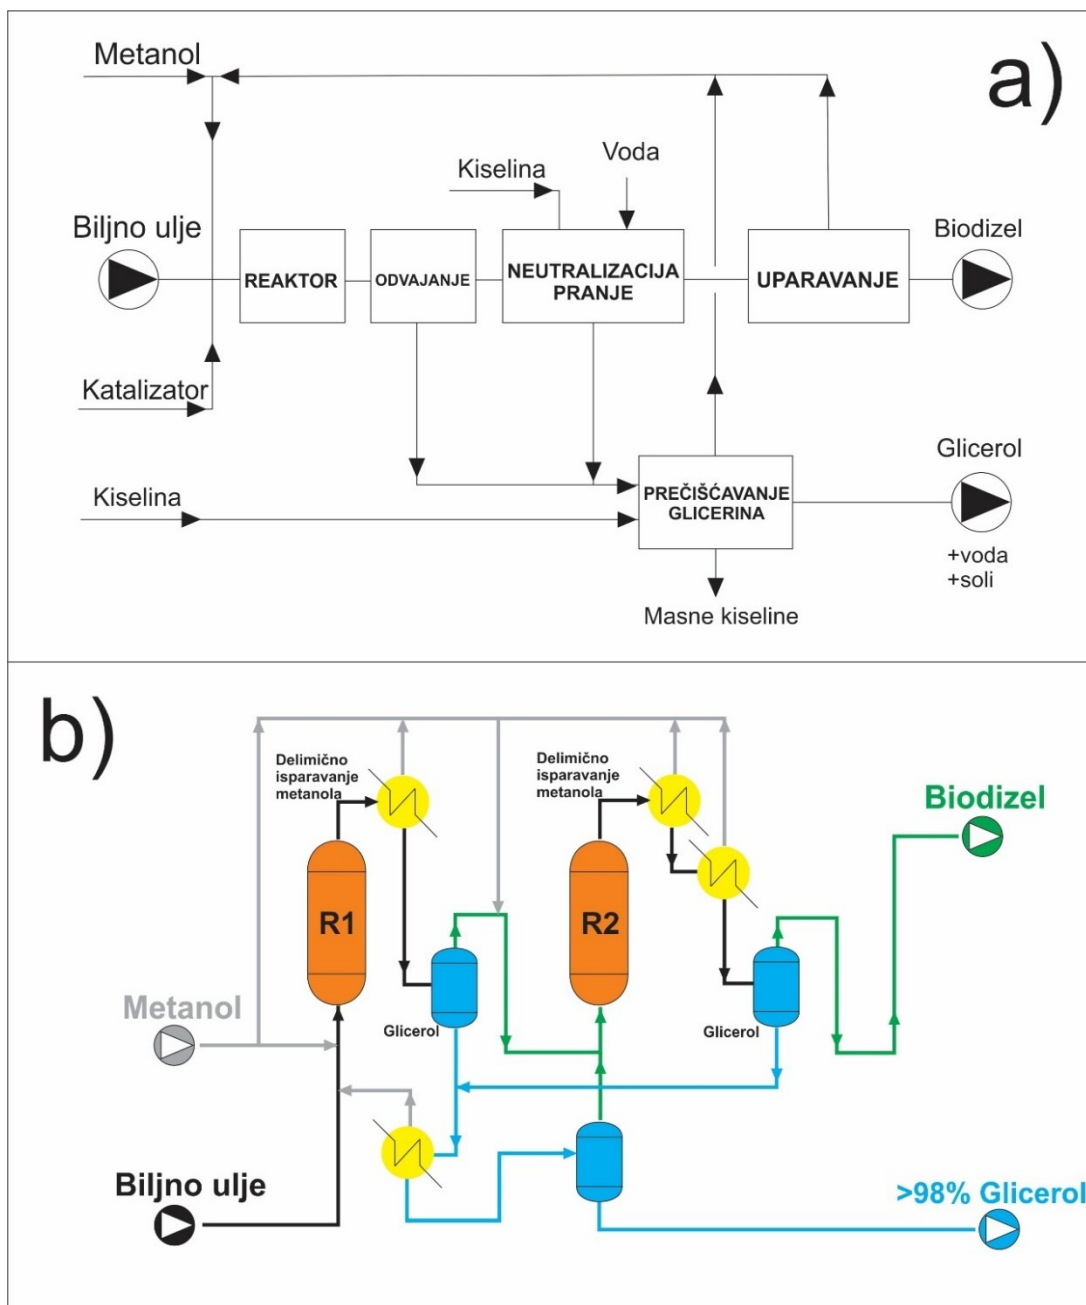 a)
Metanol
Voda
Kiselina
Biljno ulje
Biodizel
REAKTOR
ODVAJANJE
NEUTRALIZACIJA
PRANJE
UPARAVANJE
Katalizator
Glicerol
Kiselina
PREČIŠĆAVANJE
GLICERINA
+voda
+soli
Masne kiseline
b)
Delimično
isparavanje
metanola
Delimično
isparavanje
metanola
Biodizel
R1
R2
Metanol
Glicerol
Glicerol
Biljno ulje
>98% Glicerol